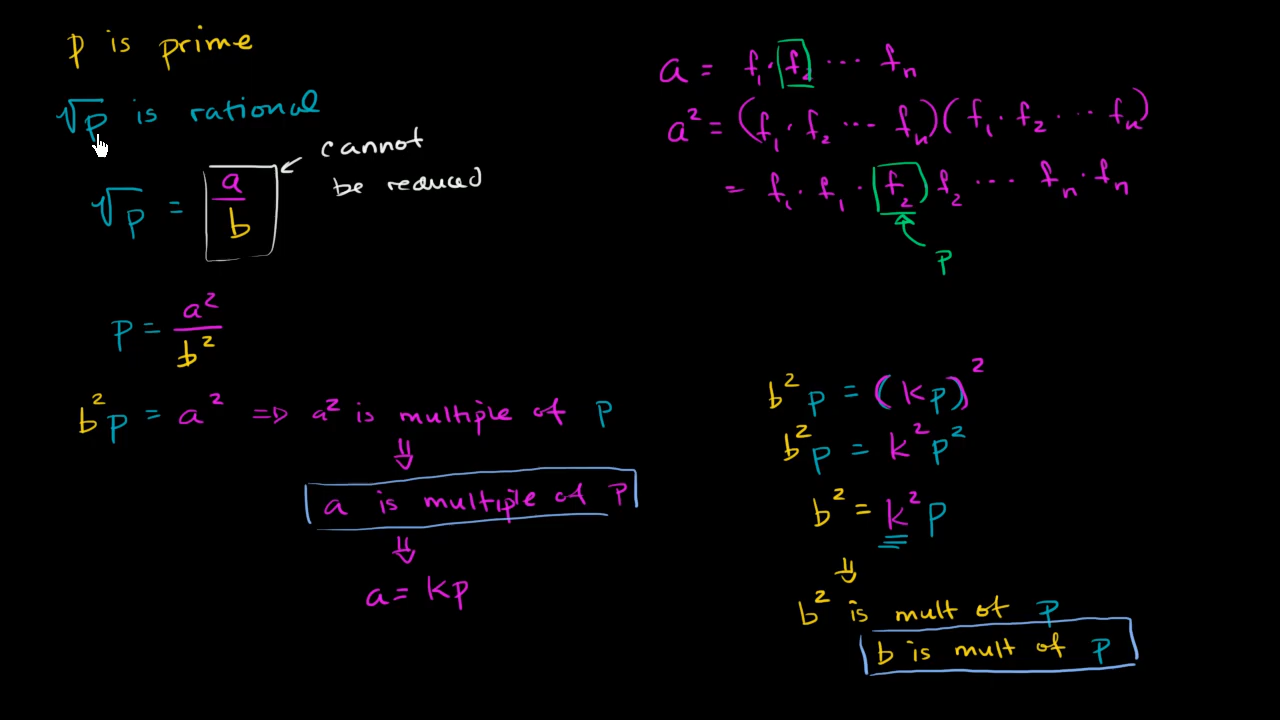 p is prime
√p is rational
cannot
be reduced
√p = a/b
p = a²/b²
b²p = a² ⇒ a² is multiple of p
⇓
a is multiple of p
⇓
a = kp
a = f₁·f₂ ⋯ fₙ
a² = (f₁·f₂ ⋯ fₙ)(f₁·f₂ ⋯ fₙ)
= f₁·f₁·f₂·f₂ ⋯ fₙ·fₙ
p
b²p = (kp)²
b²p = k²p²
b² = k²p
⇓
b² is mult of p
b is mult of p